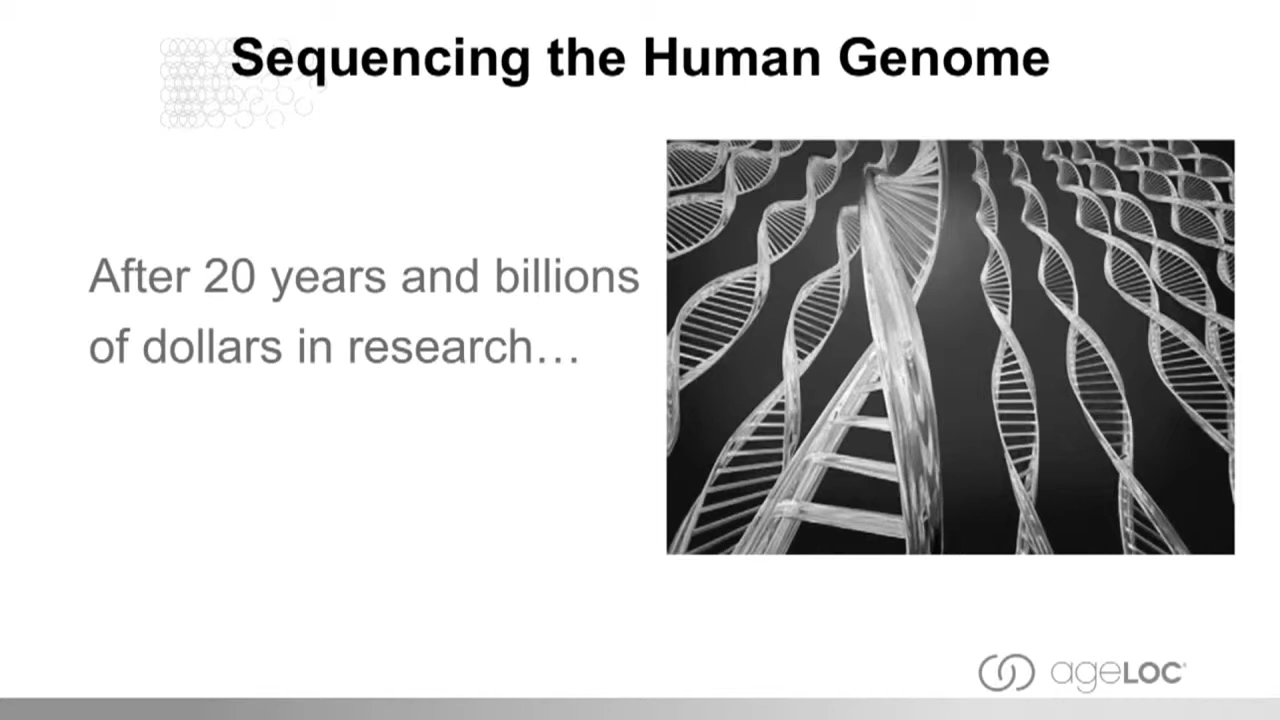 Sequencing the Human Genome
After 20 years and billions
of dollars in research…
ageLOC®